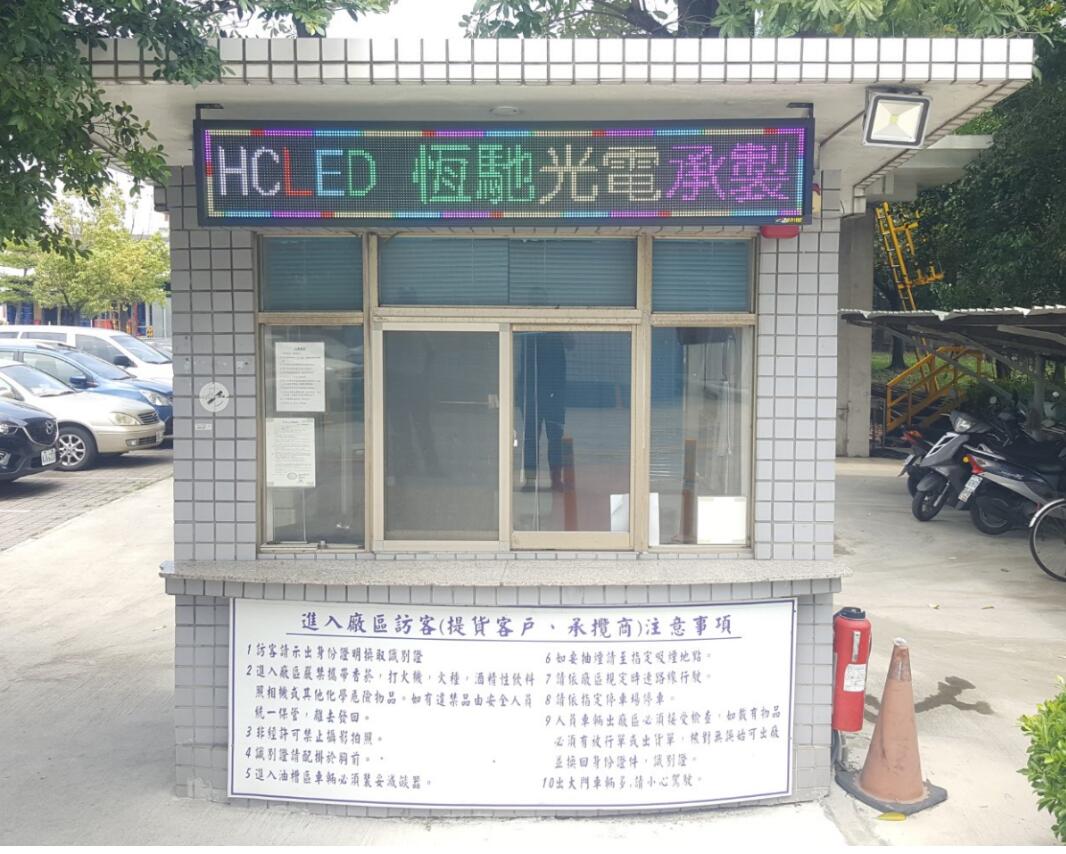 HCLED 恆馳光電承製
進入廠區訪客(提貨客戶、承攬商)注意事項
1訪客請示出身份證明換取識別證
2進入廠區嚴禁攜帶香菸,打火機,火種,酒精性飲料
照相機或其他化學危險物品。如有違禁品由安全人員
統一保管,離去發回。
3非經許可禁止攝影拍照。
4識別證請配掛於胸前。
5進入油槽區車輛必須裝妥滅燄器。
6如要抽煙請至指定吸煙地點。
7請依廠區規定時速路線行駛。
8請依指定停車場停車。
9人員車輛出廠區必須接受檢查,如載有物品
必須有放行單或出貨單,核對無誤始可出廠
並換回身份證件,識別證。
10出大門車輛多,請小心駕駛。